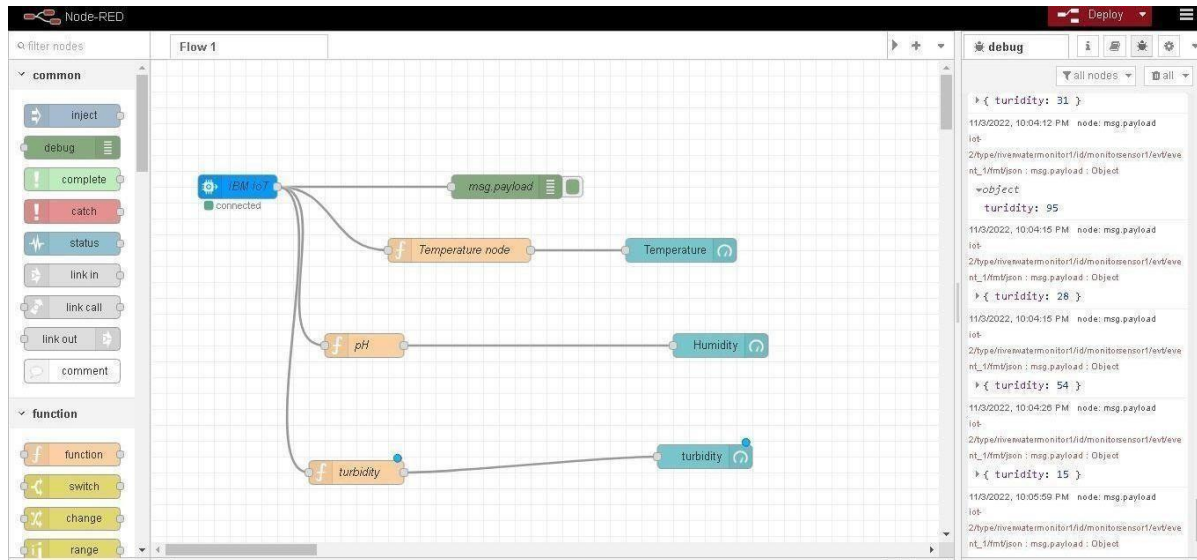 Node-RED
Deploy
filter nodes
Flow 1
debug
i
common
all nodes
all
inject
debug
complete
catch
status
link in
link call
link out
comment
function
function
switch
change
range
IBM IoT
connected
msg.payload
Temperature node
Temperature
f
pH
Humidity
turbidity
turbidity
{ turidity: 31 }
11/3/2022, 10:04:12 PM node: msg.payload
iot-
2/type/riverwatermonitor1/id/monitorsensor1/evt/eve
nt_1/fmt/json : msg.payload : Object
object
turidity: 95
11/3/2022, 10:04:15 PM node: msg.payload
iot-
2/type/riverwatermonitor1/id/monitorsensor1/evt/eve
nt_1/fmt/json : msg.payload : Object
{ turidity: 28 }
11/3/2022, 10:04:15 PM node: msg.payload
iot-
2/type/riverwatermonitor1/id/monitorsensor1/evt/eve
nt_1/fmt/json : msg.payload : Object
{ turidity: 54 }
11/3/2022, 10:04:26 PM node: msg.payload
iot-
2/type/riverwatermonitor1/id/monitorsensor1/evt/eve
nt_1/fmt/json : msg.payload : Object
{ turidity: 15 }
11/3/2022, 10:05:59 PM node: msg.payload
iot-
2/type/riverwatermonitor1/id/monitorsensor1/evt/eve
nt_1/fmt/json : msg.payload : Object